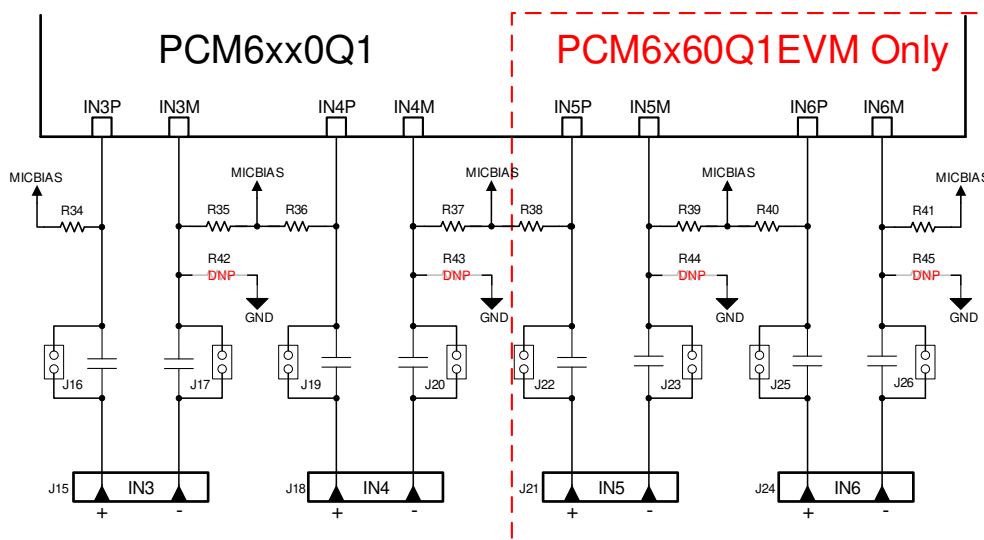 PCM6xx0Q1 PCM6x60Q1EVM Only
IN3P IN3M IN4P IN4M IN5P IN5M IN6P IN6M
MICBIAS MICBIAS MICBIAS MICBIAS MICBIAS
R34 R35 R36 R37 R38 R39 R40 R41
R42 R43 R44 R45
DNP DNP DNP DNP
GND GND GND GND
J16 J17 J19 J20 J22 J23 J25 J26
J15 IN3 J18 IN4 J21 IN5 J24 IN6
+ - + - + - + -